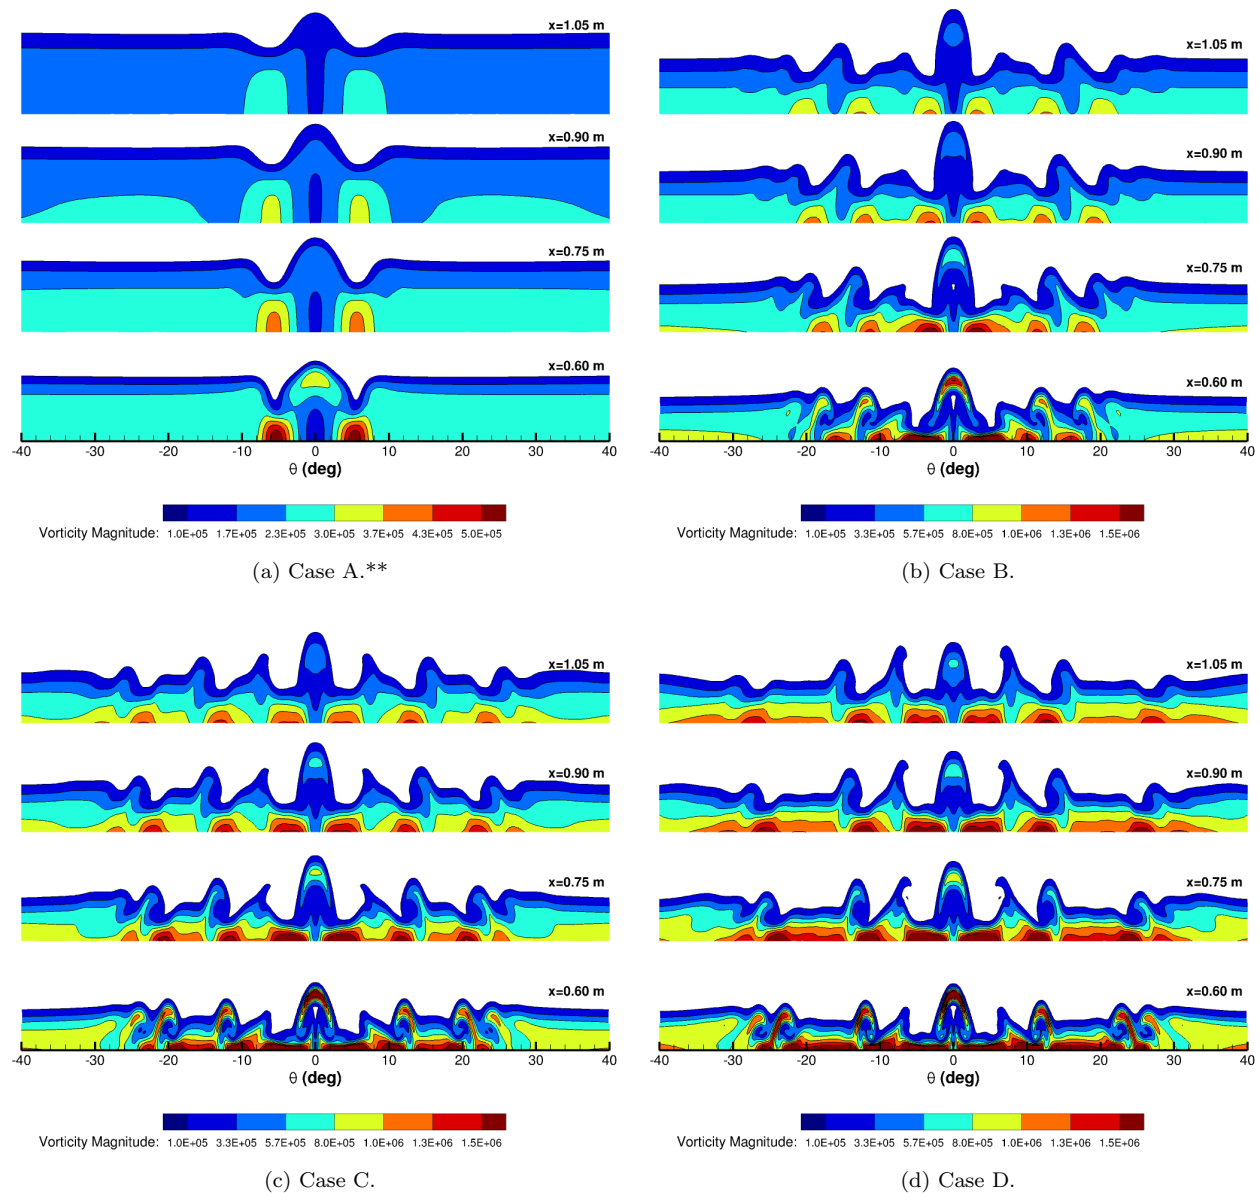 x=1.05 m
x=0.90 m
x=0.75 m
x=0.60 m
-40 -30 -20 -10 0 10 20 30 40
θ (deg)
Vorticity Magnitude: 1.0E+05 1.7E+05 2.3E+05 3.0E+05 3.7E+05 4.3E+05 5.0E+05
(a) Case A.**
x=1.05 m
x=0.90 m
x=0.75 m
x=0.60 m
-40 -30 -20 -10 0 10 20 30 40
θ (deg)
Vorticity Magnitude: 1.0E+05 3.3E+05 5.7E+05 8.0E+05 1.0E+06 1.3E+06 1.5E+06
(b) Case B.
x=1.05 m
x=0.90 m
x=0.75 m
x=0.60 m
-40 -30 -20 -10 0 10 20 30 40
θ (deg)
Vorticity Magnitude: 1.0E+05 3.3E+05 5.7E+05 8.0E+05 1.0E+06 1.3E+06 1.5E+06
(c) Case C.
x=1.05 m
x=0.90 m
x=0.75 m
x=0.60 m
-40 -30 -20 -10 0 10 20 30 40
θ (deg)
Vorticity Magnitude: 1.0E+05 3.3E+05 5.7E+05 8.0E+05 1.0E+06 1.3E+06 1.5E+06
(d) Case D.